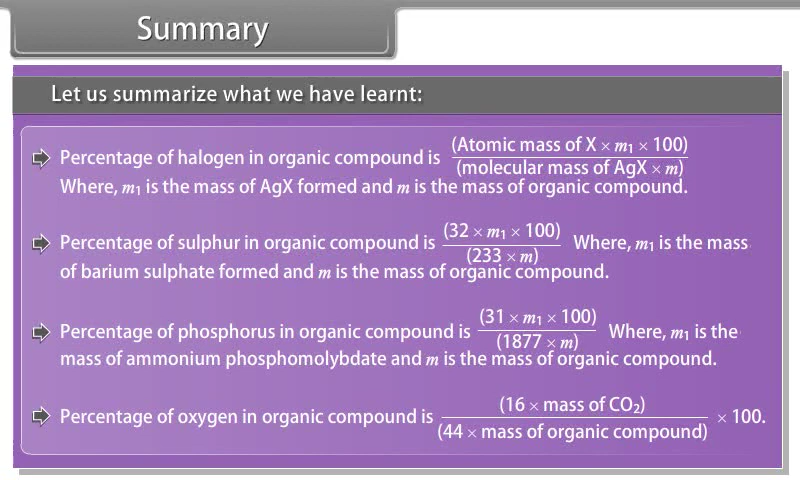 Summary
Let us summarize what we have learnt:
Percentage of halogen in organic compound is (Atomic mass of X × m₁ × 100) / (molecular mass of AgX × m)
Where, m₁ is the mass of AgX formed and m is the mass of organic compound.
Percentage of sulphur in organic compound is (32 × m₁ × 100) / (233 × m) Where, m₁ is the mass
of barium sulphate formed and m is the mass of organic compound.
Percentage of phosphorus in organic compound is (31 × m₁ × 100) / (1877 × m) Where, m₁ is the
mass of ammonium phosphomolybdate and m is the mass of organic compound.
Percentage of oxygen in organic compound is (16 × mass of CO₂) / (44 × mass of organic compound) × 100.